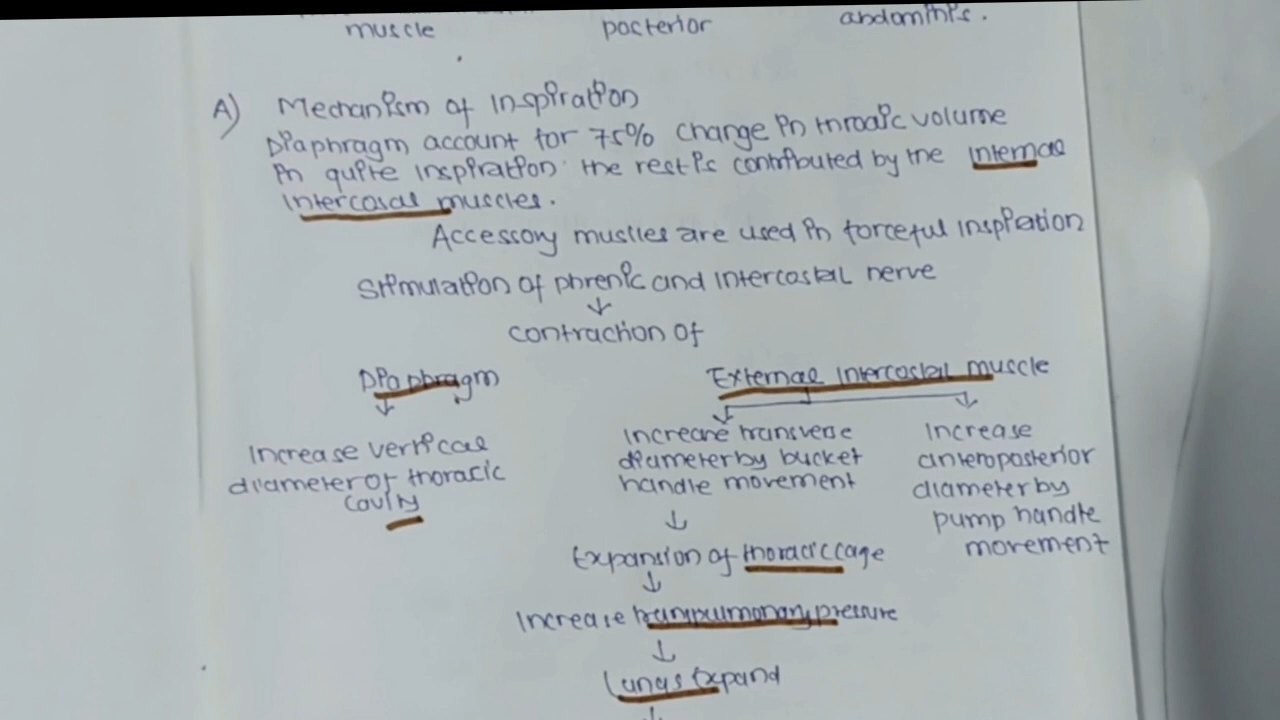 muscle posterior abdominis.
A) Mechanism of inspiration
Diaphragm account for 75% change in throaic volume
in quite inspiration the rest is contributed by the internal
intercosal muscles.
Accessory muslles are used in forceful inspiration
Stimulation of phrenic and intercostal nerve
↓
contraction of
Diaphragm External intercostal muscle
Increase vertical
diameter of thoracic
cavity
Increase transverse
diameter by bucket
handle movement
Increase
anteroposterior
diameter by
pump handle
movement
↓
Expansion of thoracic cage
↓
Increase transpulmonary pressure
↓
Lungs expand
↓